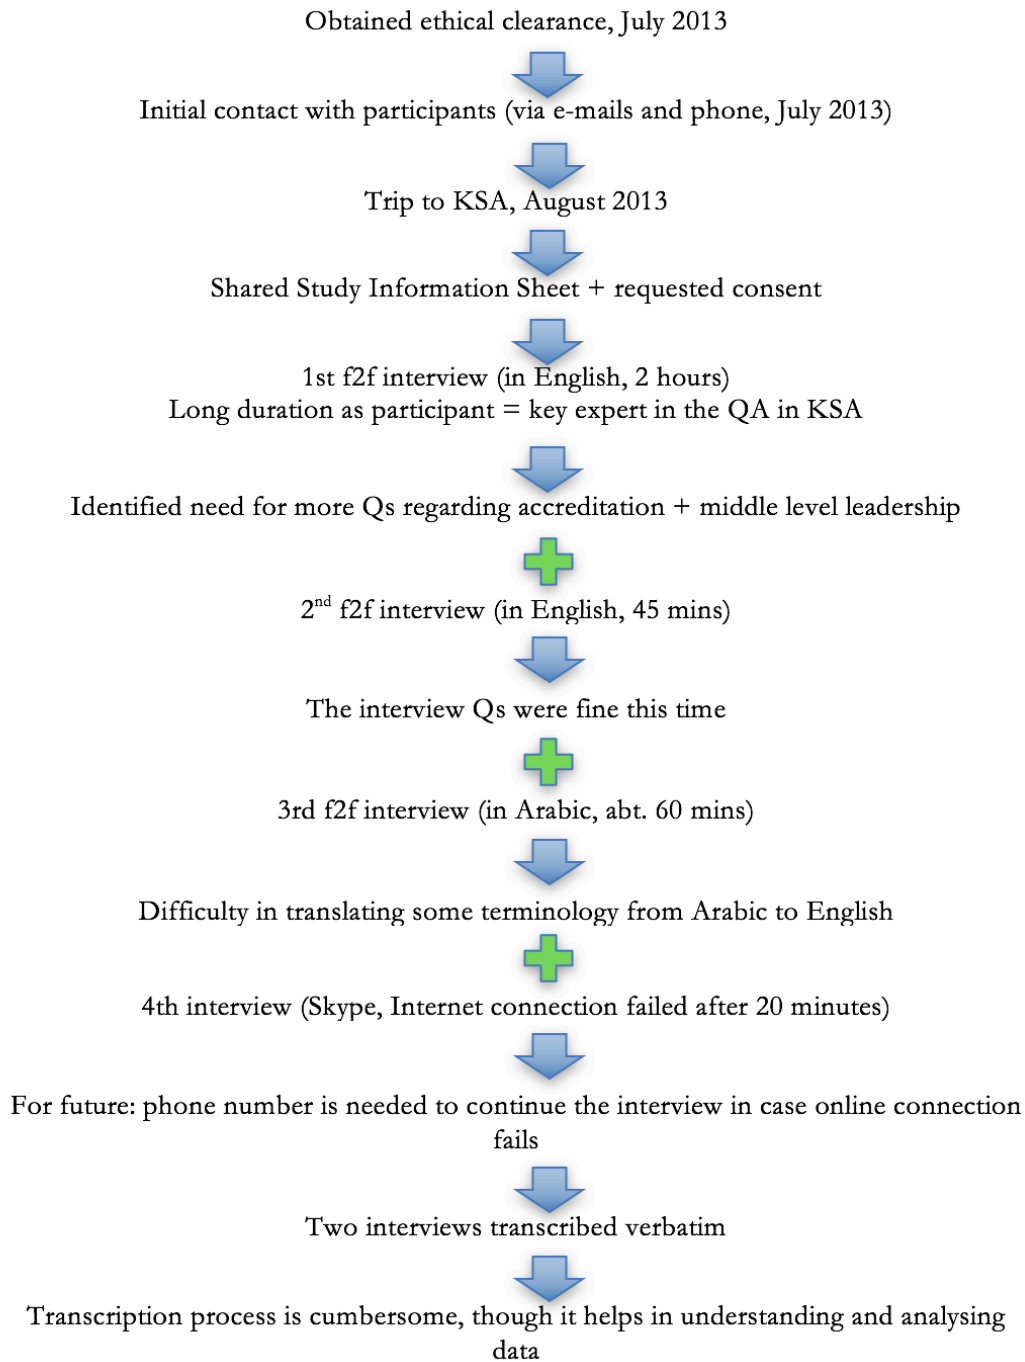 Obtained ethical clearance, July 2013
Initial contact with participants (via e-mails and phone, July 2013)
Trip to KSA, August 2013
Shared Study Information Sheet + requested consent
1st f2f interview (in English, 2 hours)
Long duration as participant = key expert in the QA in KSA
Identified need for more Qs regarding accreditation + middle level leadership
2nd f2f interview (in English, 45 mins)
The interview Qs were fine this time
3rd f2f interview (in Arabic, abt. 60 mins)
Difficulty in translating some terminology from Arabic to English
4th interview (Skype, Internet connection failed after 20 minutes)
For future: phone number is needed to continue the interview in case online connection
fails
Two interviews transcribed verbatim
Transcription process is cumbersome, though it helps in understanding and analysing
data